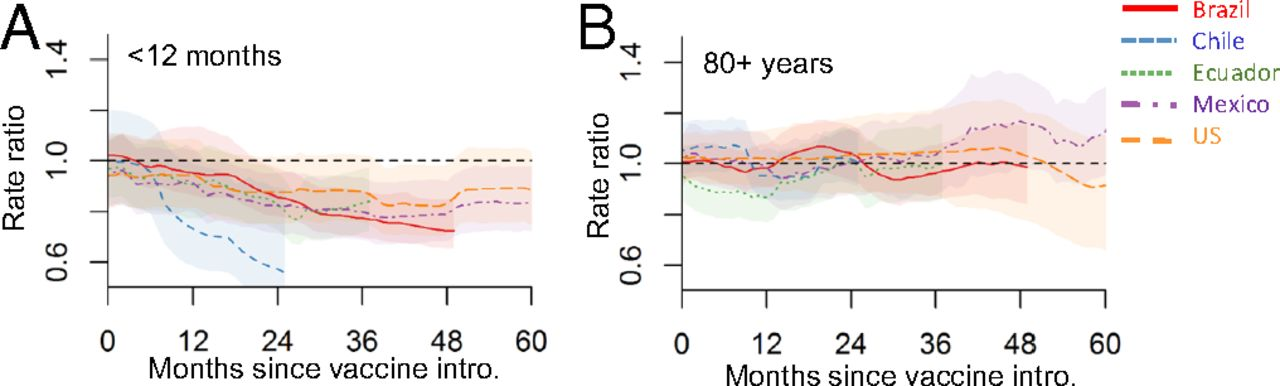 A
<12 months
Rate ratio
1.4
1.0
0.6
0 12 24 36 48 60
Months since vaccine intro.
B
80+ years
Rate ratio
1.4
1.0
0.6
0 12 24 36 48 60
Months since vaccine intro.
Brazil
Chile
Ecuador
Mexico
US